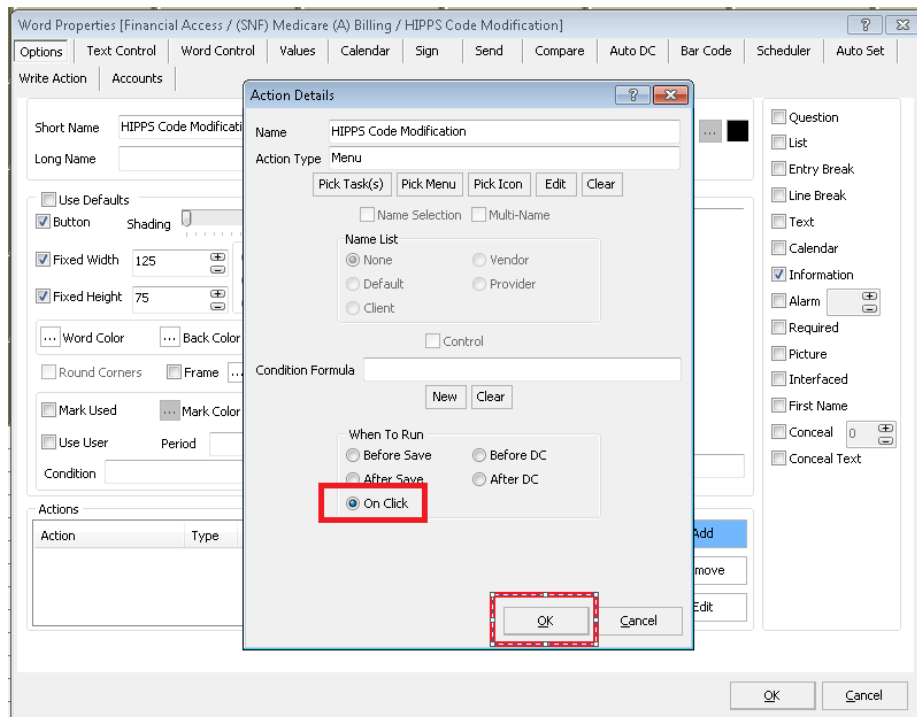 Word Properties [Financial Access / (SNF) Medicare (A) Billing / HIPPS Code Modification]
Options Text Control Word Control Values Calendar Sign Send Compare Auto DC Bar Code Scheduler Auto Set
Write Action Accounts
Short Name HIPPS Code Modificati
Long Name
Use Defaults
Button Shading
Fixed Width 125
Fixed Height 75
... Word Color ... Back Color
Round Corners Frame ...
Mark Used ... Mark Color
Use User Period
Condition
Actions
Action Type
Action Details
Name HIPPS Code Modification
Action Type Menu
Pick Task(s) Pick Menu Pick Icon Edit Clear
Name Selection Multi-Name
Name List
None Vendor
Default Provider
Client
Control
Condition Formula
New Clear
When To Run
Before Save Before DC
After Save After DC
On Click
OK Cancel
...
Add
move
Edit
Question
List
Entry Break
Line Break
Text
Calendar
Information
Alarm
Required
Picture
Interfaced
First Name
Conceal 0
Conceal Text
OK Cancel